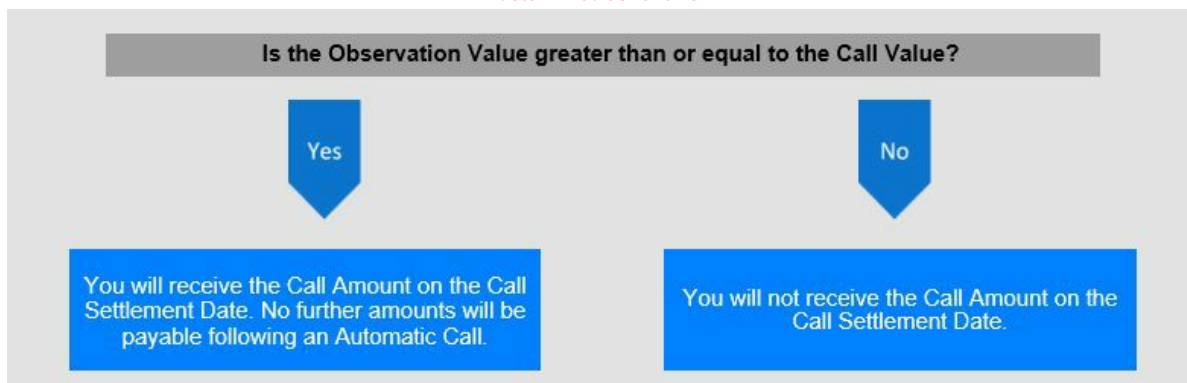 Is the Observation Value greater than or equal to the Call Value?
Yes
No
You will receive the Call Amount on the Call
Settlement Date. No further amounts will be
payable following an Automatic Call.
You will not receive the Call Amount on the
Call Settlement Date.